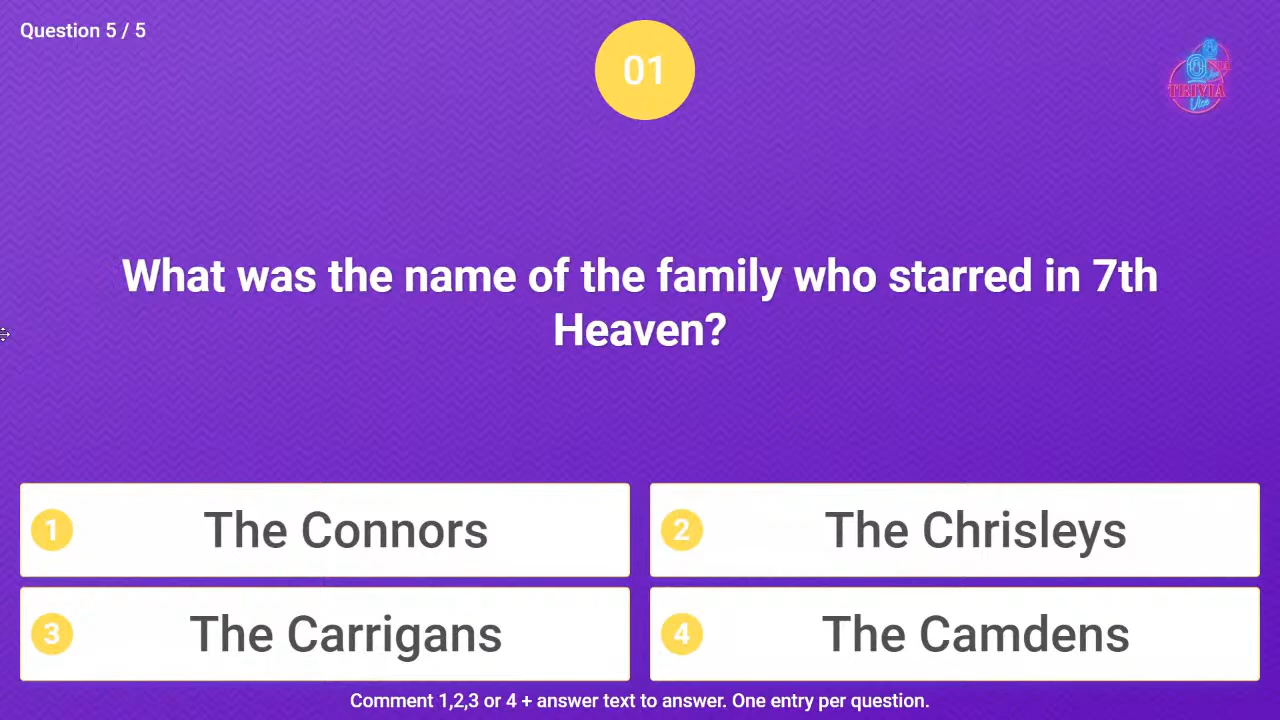 Question 5 / 5
01
TRIVIA
Vice
What was the name of the family who starred in 7th
Heaven?
1 The Connors
2 The Chrisleys
3 The Carrigans
4 The Camdens
Comment 1,2,3 or 4 + answer text to answer. One entry per question.